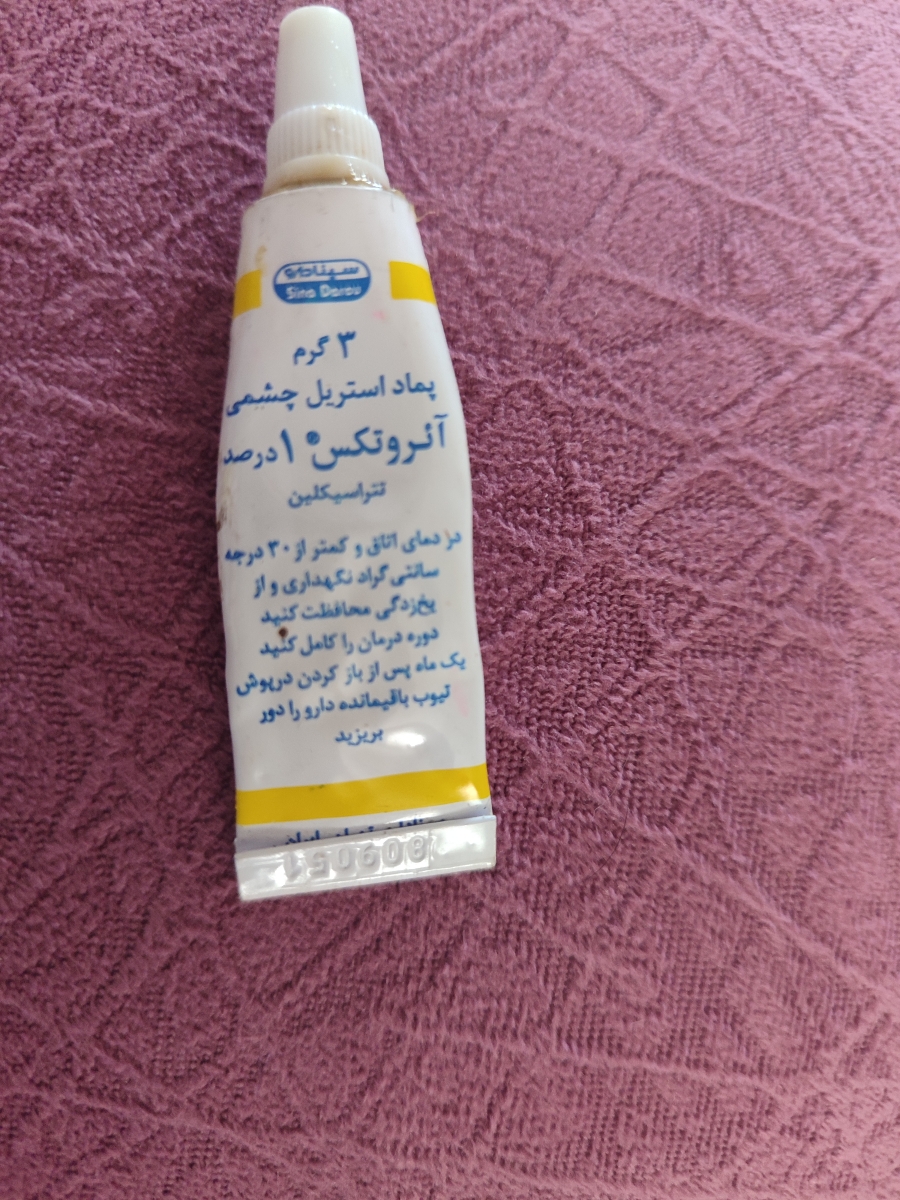 سینادارو
Sina Darou
۳ گرم
پماد استریل چشمی
آئروتکس® ۱ درصد
تتراسیکلین
در دمای اتاق و کمتر از ۳۰ درجه
سانتی گراد نگهداری و از
یخ‌زدگی محافظت کنید
دوره درمان را کامل کنید
یک ماه پس از باز کردن درپوش
تیوب باقیمانده دارو را دور
بریزید